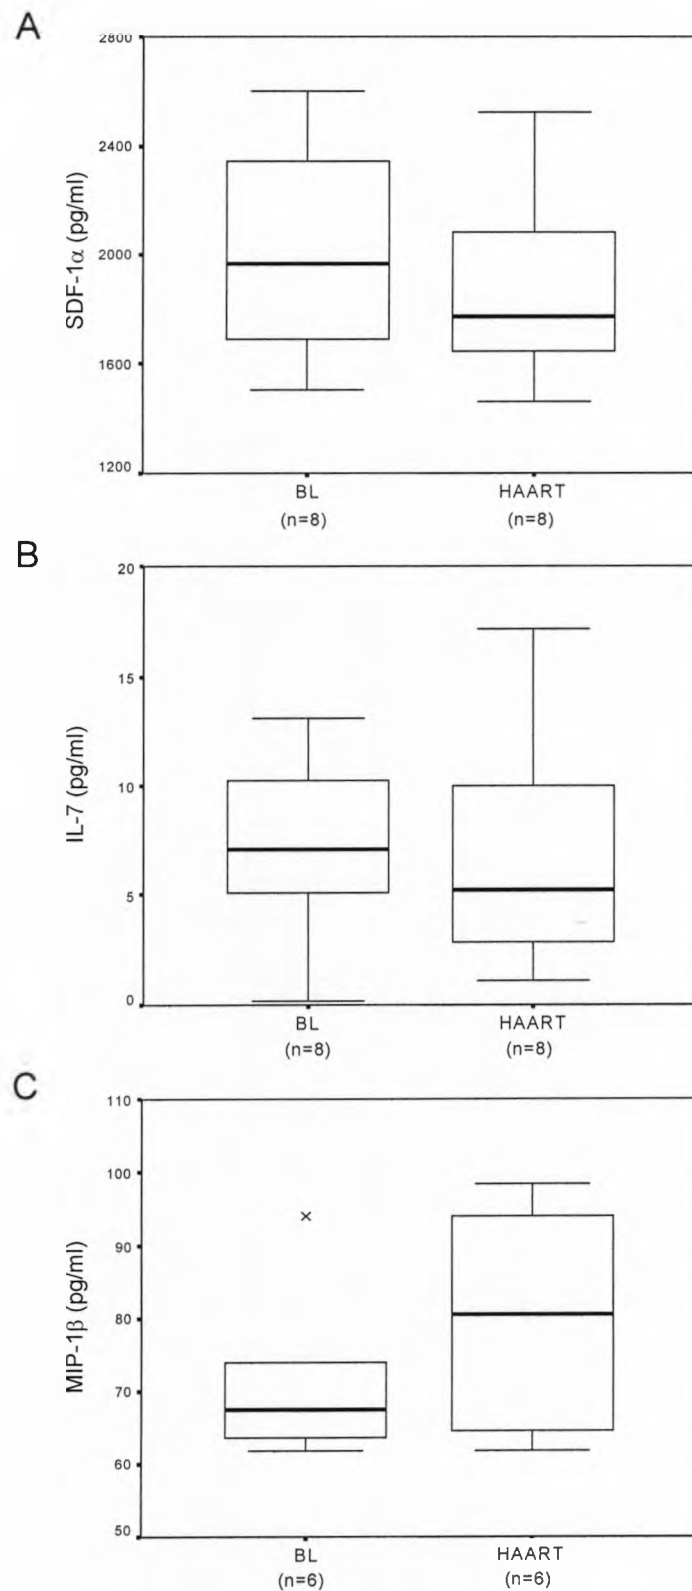 A
2800
2400
2000
1600
1200
SDF-1α (pg/ml)
BL HAART
(n=8) (n=8)
B
20
15
10
5
0
IL-7 (pg/ml)
BL HAART
(n=8) (n=8)
C
110
100
90
80
70
60
50
MIP-1β (pg/ml)
BL HAART
(n=6) (n=6)